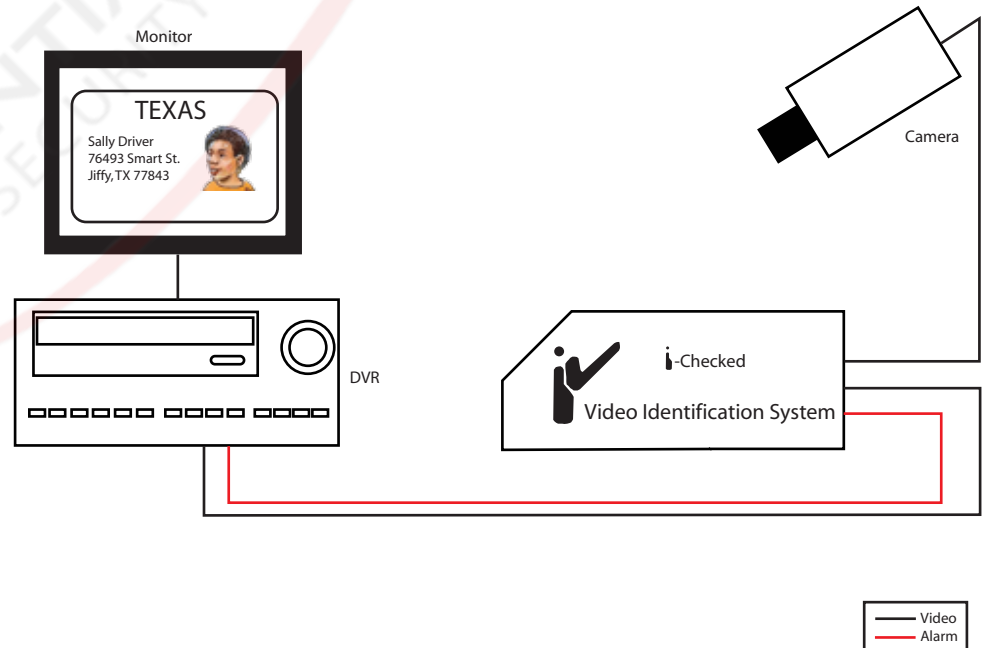 Monitor
TEXAS
Sally Driver
76493 Smart St.
Jiffy, TX 77843
Camera
DVR
i-Checked
Video Identification System
Video
Alarm